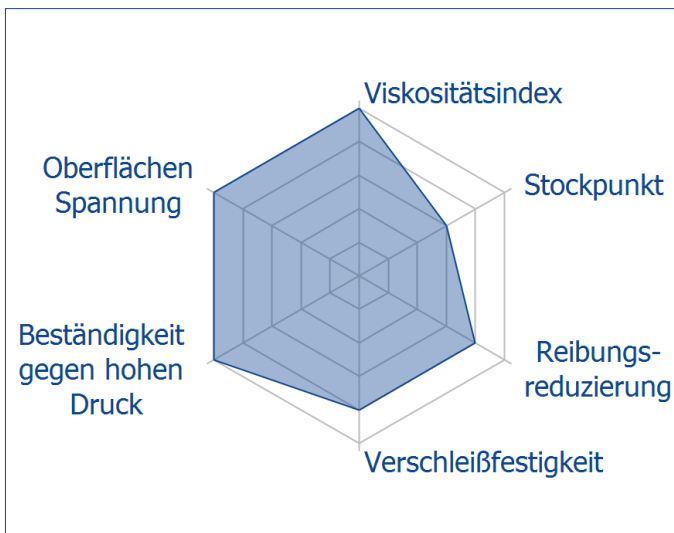 Viskositätsindex
Oberflächen
Spannung
Stockpunkt
Beständigkeit
gegen hohen
Druck
Reibungs-
reduzierung
Verschleißfestigkeit